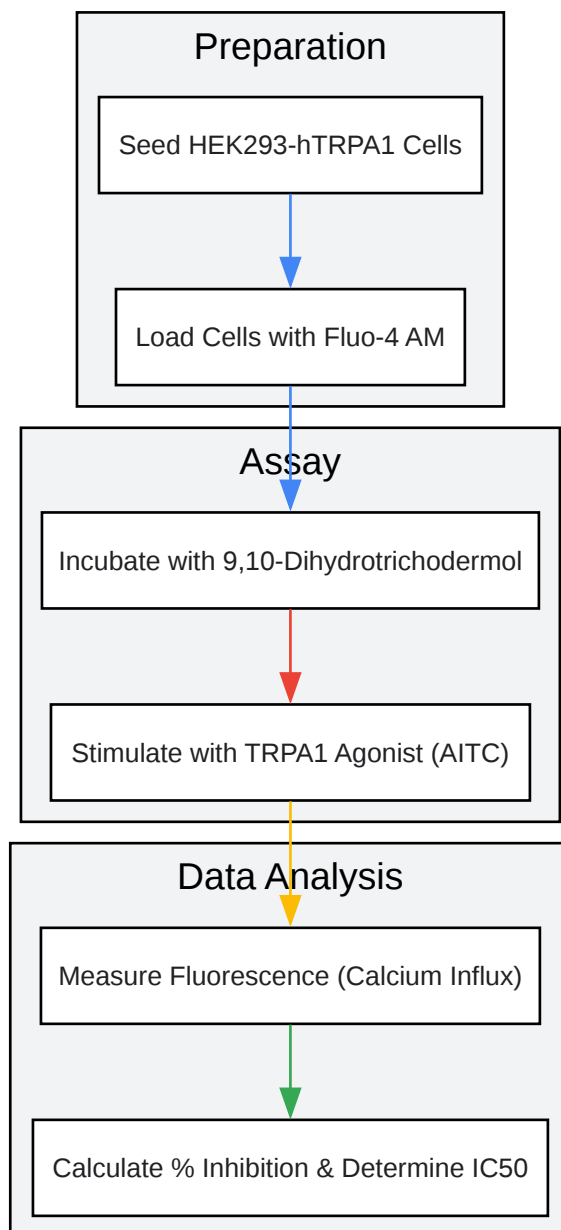 Preparation
Seed HEK293-hTRPA1 Cells
Load Cells with Fluo-4 AM
Assay
Incubate with 9,10-Dihydrotrichodermol
Stimulate with TRPA1 Agonist (AITC)
Data Analysis
Measure Fluorescence (Calcium Influx)
Calculate % Inhibition & Determine IC50